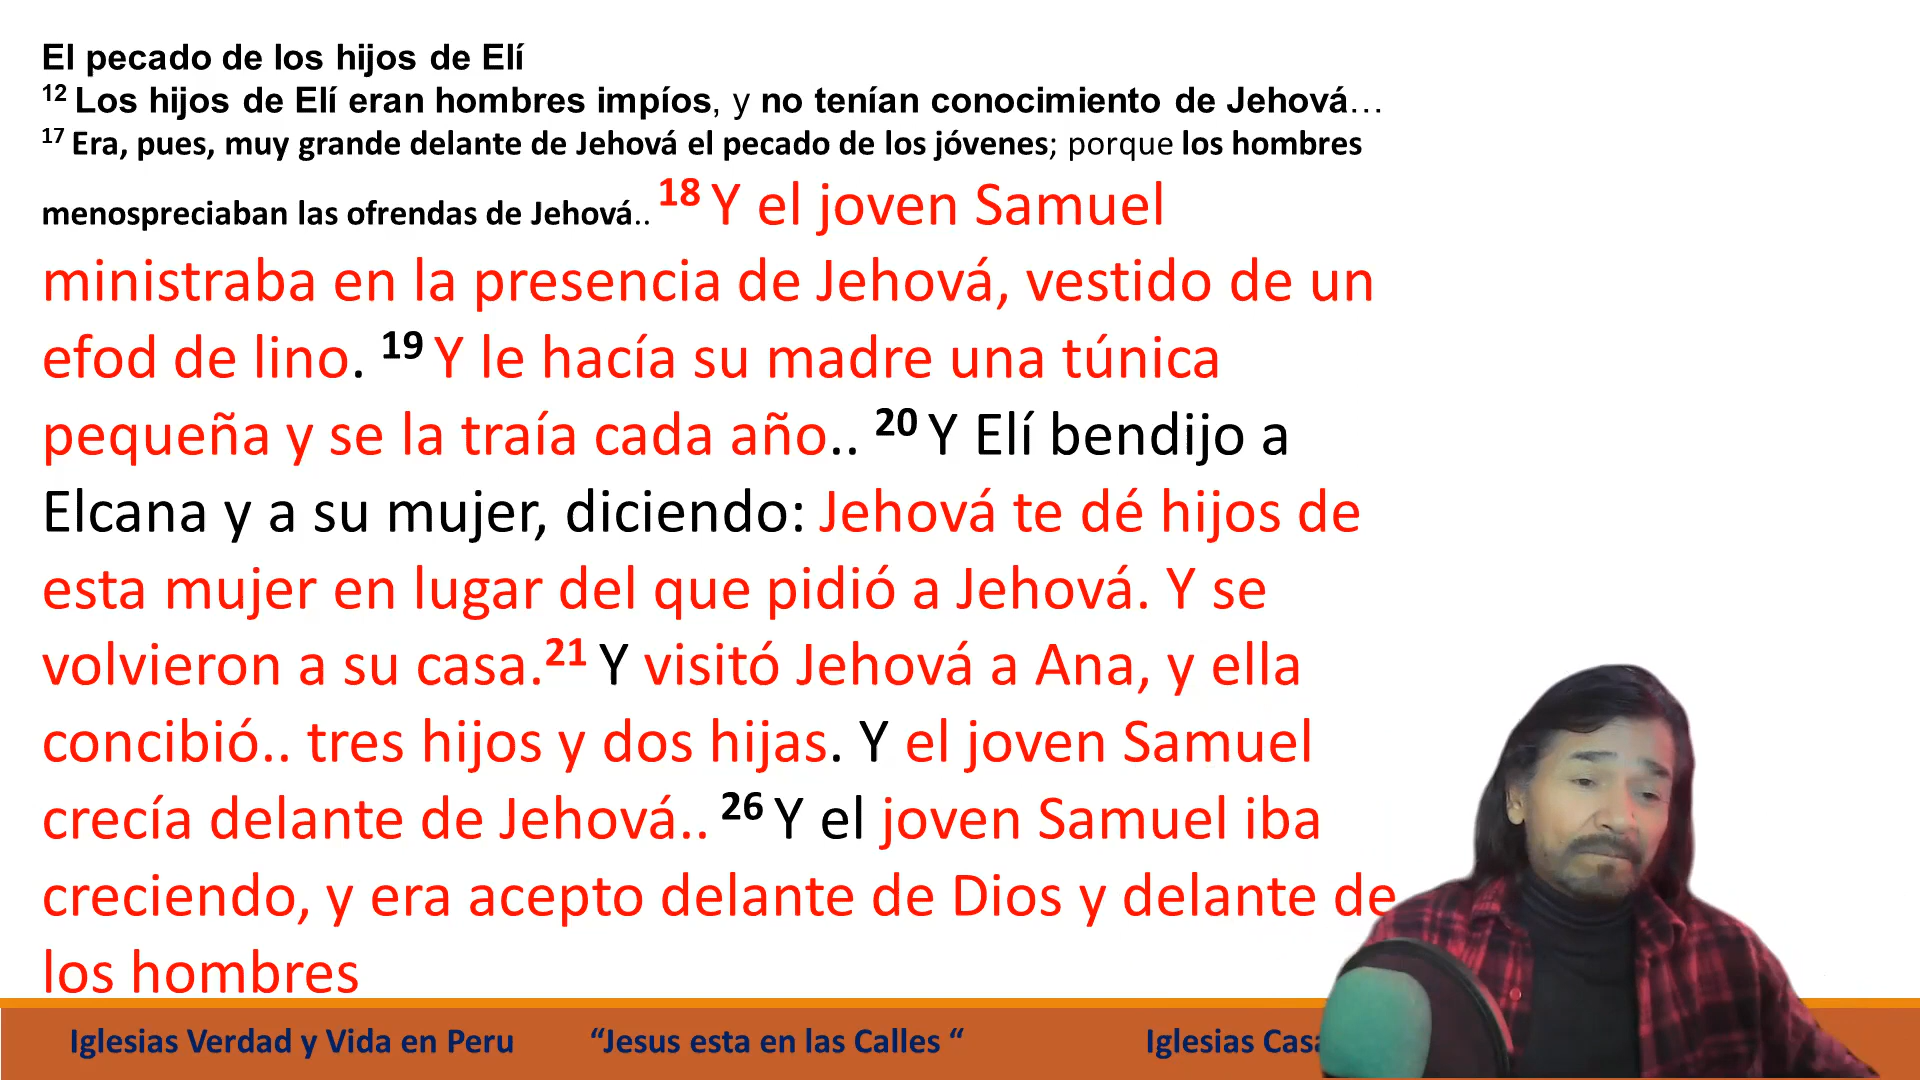 El pecado de los hijos de Elí
12 Los hijos de Elí eran hombres impíos, y no tenían conocimiento de Jehová…
17 Era, pues, muy grande delante de Jehová el pecado de los jóvenes; porque los hombres
menospreciaban las ofrendas de Jehová.. 18 Y el joven Samuel
ministraba en la presencia de Jehová, vestido de un
efod de lino. 19 Y le hacía su madre una túnica
pequeña y se la traía cada año.. 20 Y Elí bendijo a
Elcana y a su mujer, diciendo: Jehová te dé hijos de
esta mujer en lugar del que pidió a Jehová. Y se
volvieron a su casa.21 Y visitó Jehová a Ana, y ella
concibió.. tres hijos y dos hijas. Y el joven Samuel
crecía delante de Jehová.. 26 Y el joven Samuel iba
creciendo, y era acepto delante de Dios y delante de
los hombres
Iglesias Verdad y Vida en Peru “Jesus esta en las Calles “ Iglesias